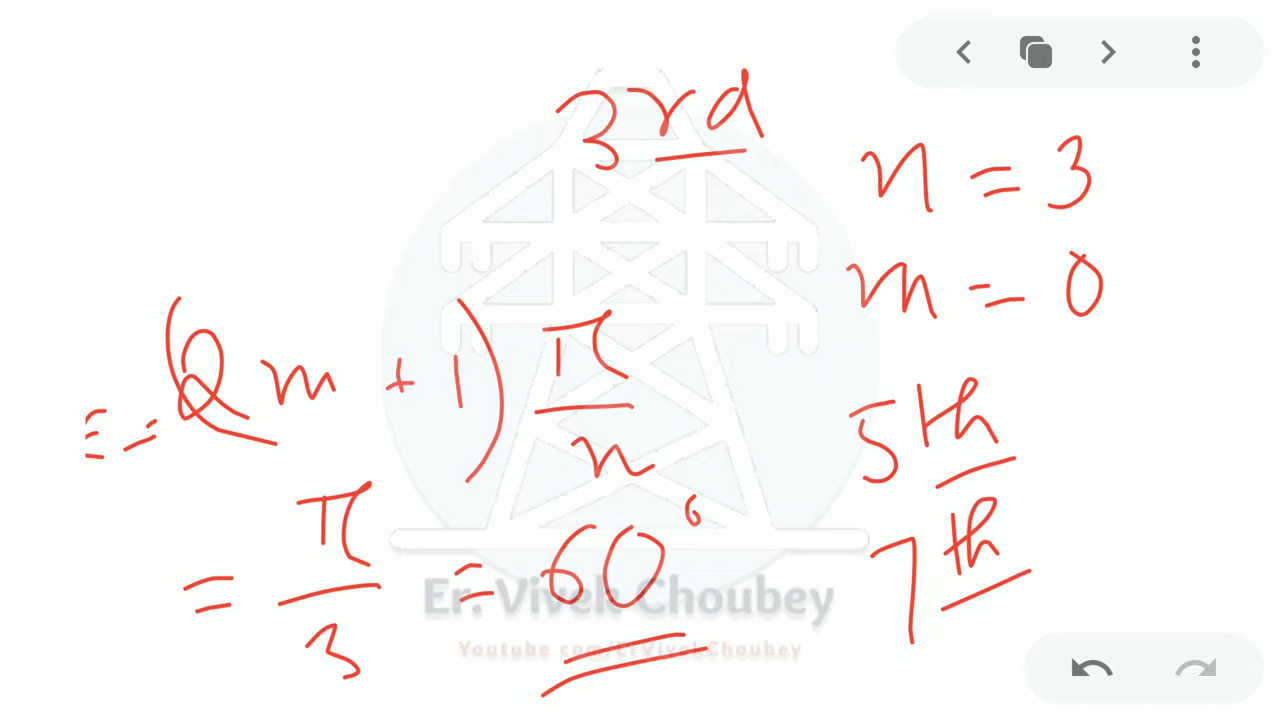 3rd
n = 3
m = 0
= (2m + 1) π/n
= π/3 = 60°
5th
7th
Er. Vivek Choubey
Youtube com/ErVivekChoubey